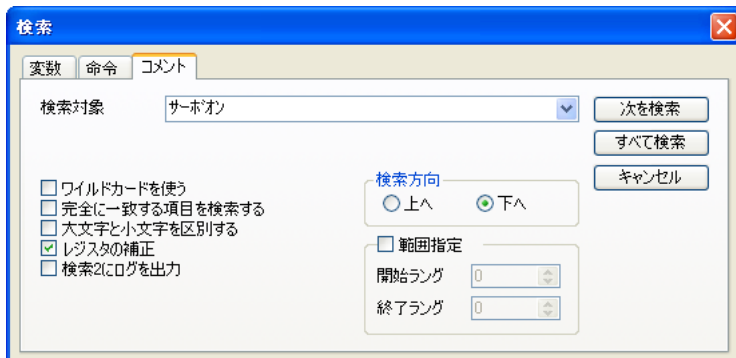 検索
変数 命令 コメント
検索対象 サーボオン 次を検索
すべて検索
キャンセル
ワイルドカードを使う
完全に一致する項目を検索する
大文字と小文字を区別する
レジスタの補正
検索2にログを出力
検索方向
上へ 下へ
範囲指定
開始ラング 0
終了ラング 0